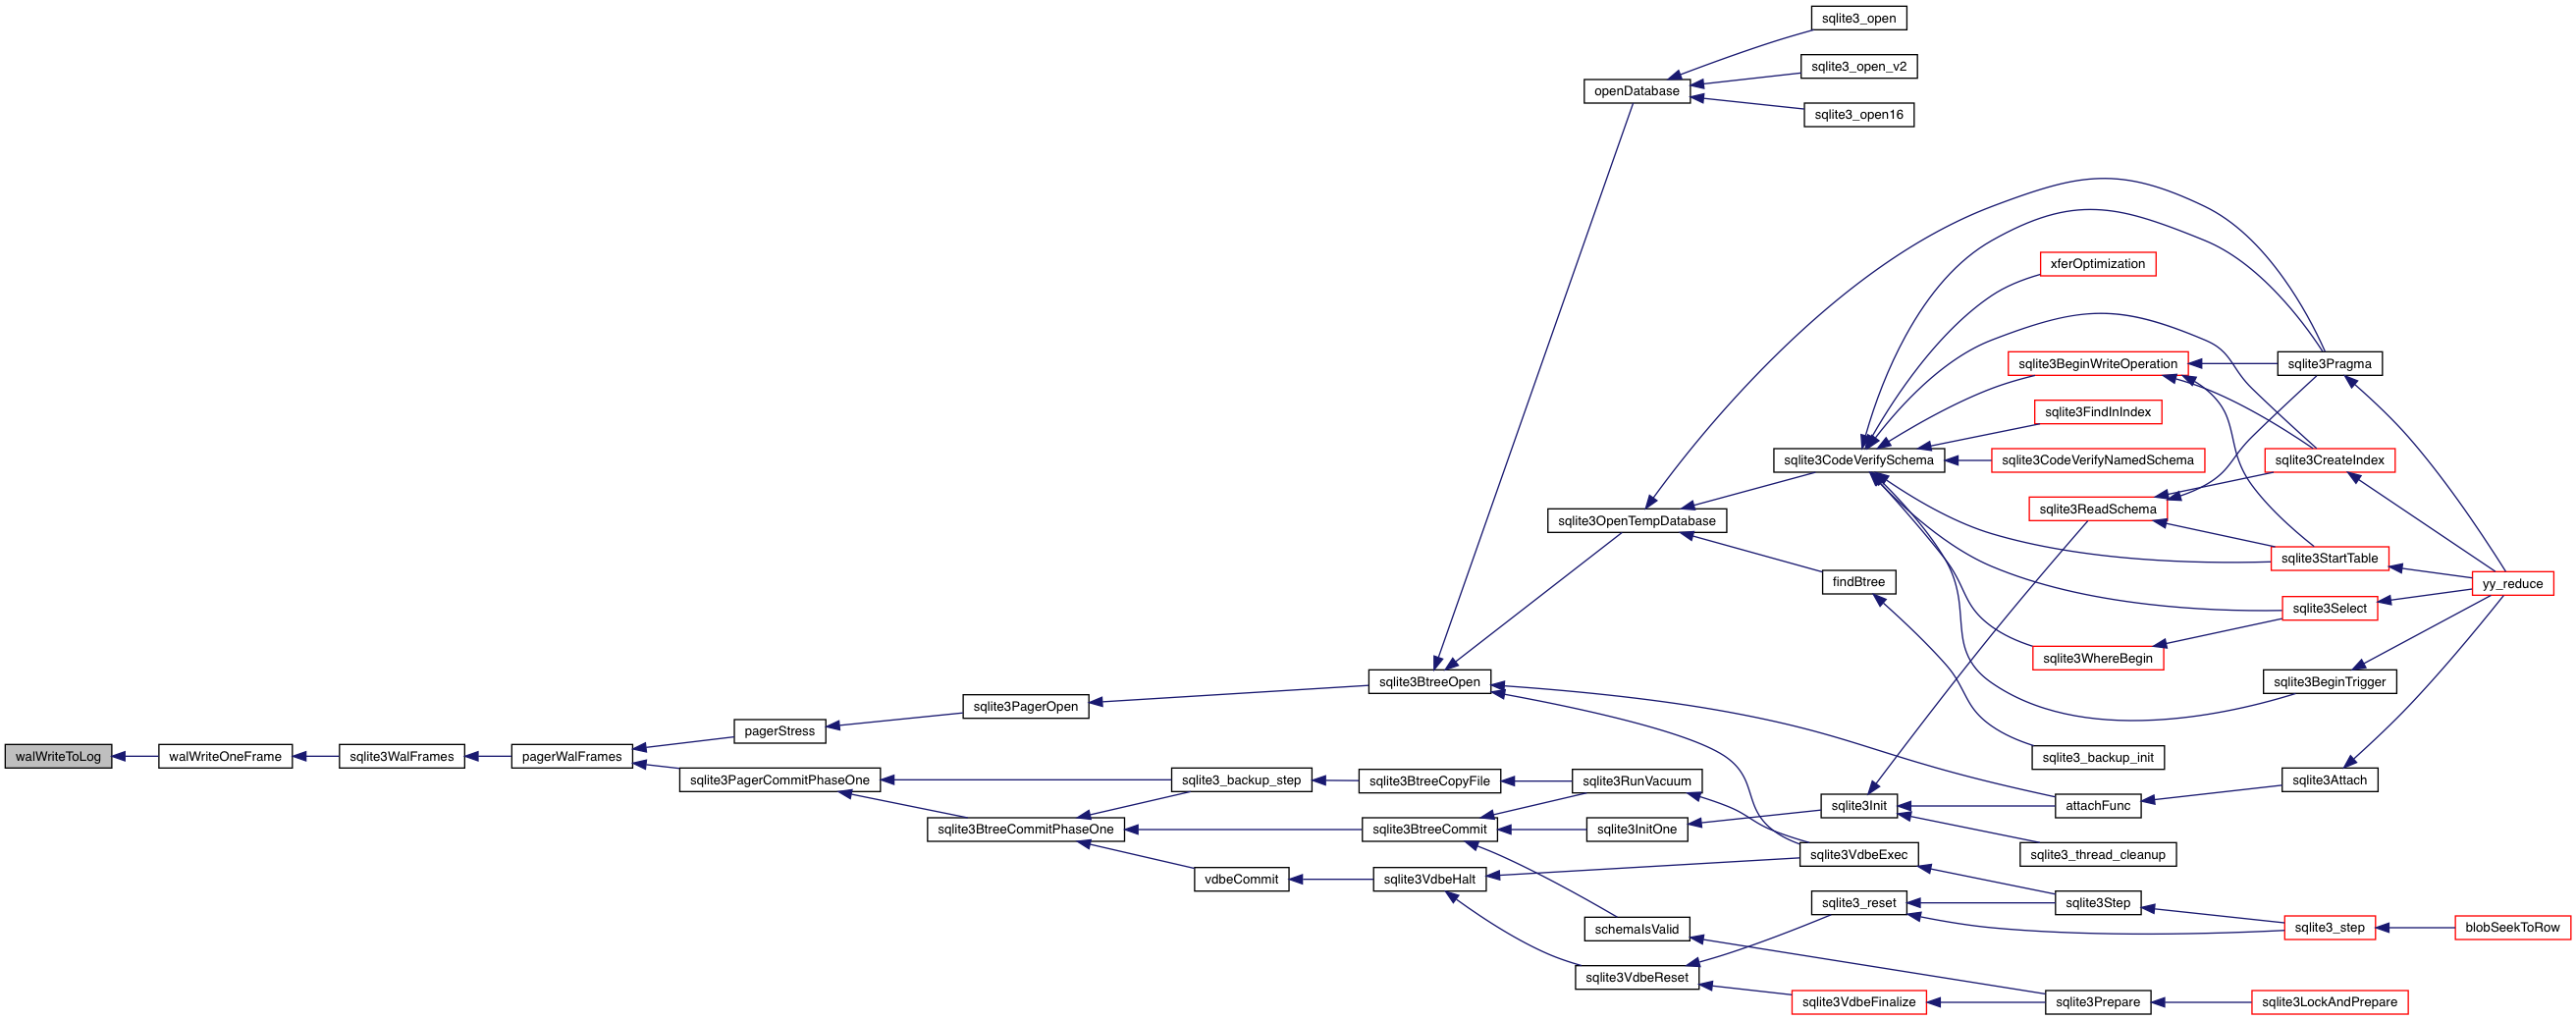 sqlite3_open
sqlite3_open_v2
openDatabase
sqlite3_open16
xferOptimization
sqlite3BeginWriteOperation
sqlite3Pragma
sqlite3FindInIndex
sqlite3CodeVerifySchema
sqlite3CodeVerifyNamedSchema
sqlite3CreateIndex
sqlite3ReadSchema
sqlite3OpenTempDatabase
sqlite3StartTable
findBtree
yy_reduce
sqlite3Select
sqlite3WhereBegin
sqlite3BtreeOpen
sqlite3BeginTrigger
sqlite3PagerOpen
pagerStress
walWriteToLog
walWriteOneFrame
sqlite3WalFrames
pagerWalFrames
sqlite3_backup_init
sqlite3PagerCommitPhaseOne
sqlite3_backup_step
sqlite3BtreeCopyFile
sqlite3RunVacuum
sqlite3Attach
sqlite3Init
attachFunc
sqlite3BtreeCommitPhaseOne
sqlite3BtreeCommit
sqlite3InitOne
sqlite3VdbeExec
sqlite3_thread_cleanup
vdbeCommit
sqlite3VdbeHalt
sqlite3_reset
sqlite3Step
schemaIsValid
sqlite3_step
blobSeekToRow
sqlite3VdbeReset
sqlite3VdbeFinalize
sqlite3Prepare
sqlite3LockAndPrepare